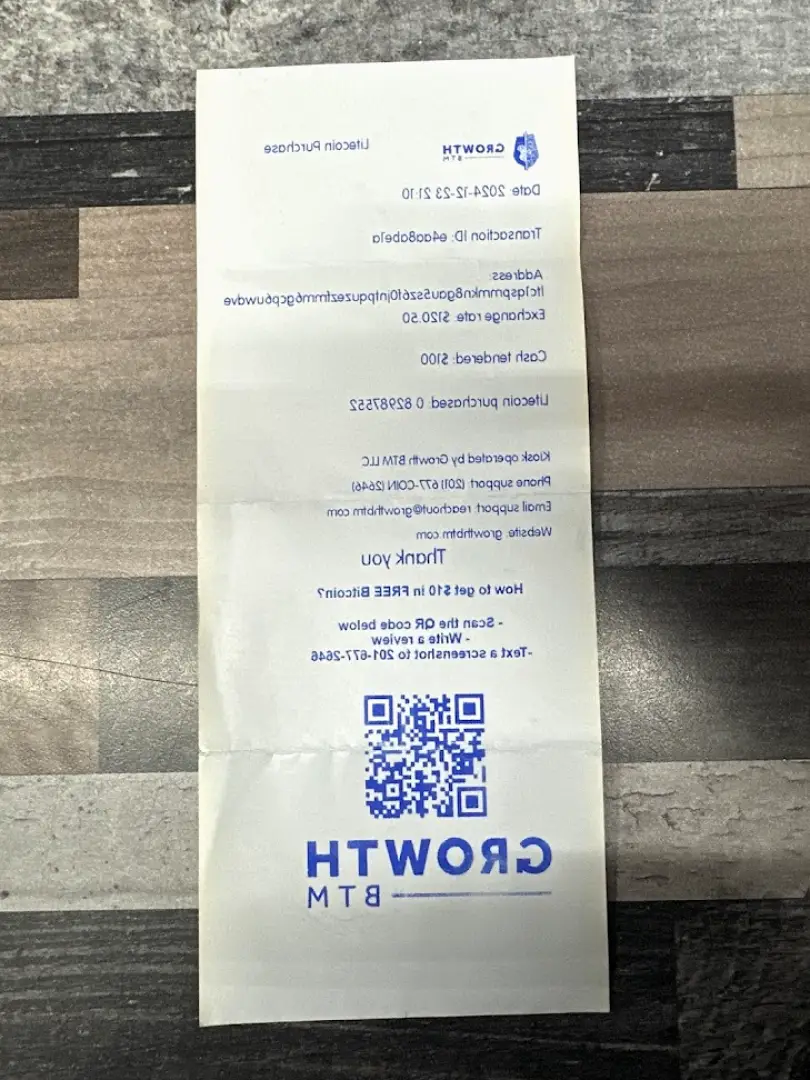 GROWTH
BTM
Litecoin Purchase
Date: 2024-12-23 21:10
Transaction ID: e4aa8abe1a
Address:
ltc1qspmmkn8gau5sz6f0jntpquzezfmm6gcp6uwdve
Exchange rate: $120.50
Cash tendered: $100
Litecoin purchased: 0.82987552
Kiosk operated by Growth BTM LLC
Phone support: (201) 677-COIN (2646)
Email support: reachout@growthbtm.com
Website: growthbtm.com
Thank you
How to get $10 in FREE Bitcoin?
- Scan the QR code below
- Write a review
-Text a screenshot to 201-677-2646
GROWTH
BTM